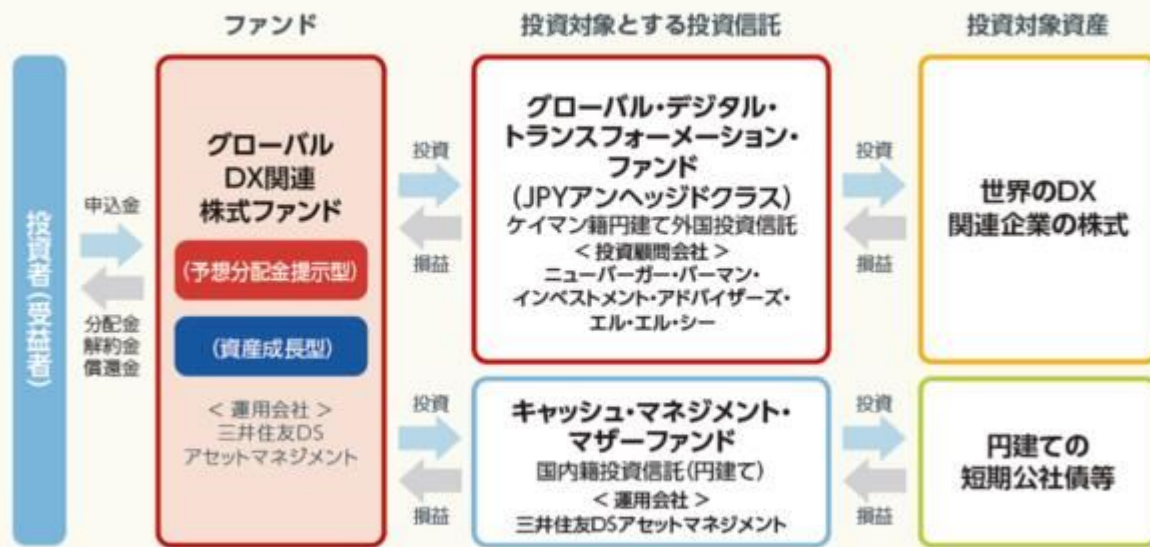 ファンド
投資対象とする投資信託
投資対象資産
投資者(受益者)
申込金
分配金
解約金
償還金
グローバル
DX関連
株式ファンド
(予想分配金提示型)
(資産成長型)
< 運用会社 >
三井住友DS
アセットマネジメント
投資
損益
グローバル・デジタル・
トランスフォーメーション・
ファンド
(JPYアンヘッジドクラス)
ケイマン籍円建て外国投資信託
< 投資顧問会社 >
ニューバーガー・バーマン・
インベストメント・アドバイザーズ・
エル・エル・シー
投資
損益
世界のDX
関連企業の株式
投資
損益
キャッシュ・マネジメント・
マザーファンド
国内籍投資信託(円建て)
< 運用会社 >
三井住友DSアセットマネジメント
投資
損益
円建ての
短期公社債等